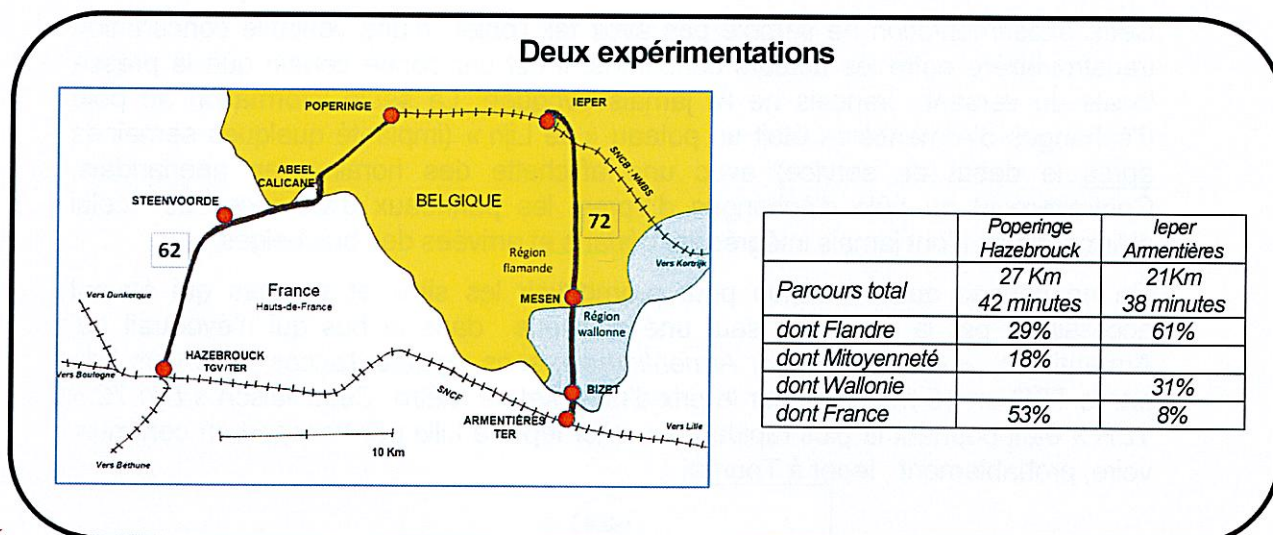 Deux expérimentations
POPERINGE
IEPER
SNCB - NMBS
ABEEL
CALICANE
STEENVOORDE
BELGIQUE
62
72
Vers Kortrijk
Région
flamande
France
Hauts-de-France
Vers Dunkerque
MESEN
Région
wallonne
HAZEBROUCK
TGV/TER
Vers Boulogne
BIZET
SNCF
ARMENTIÈRES
TER
Vers Lille
10 Km
Vers Bethune
Poperinge Ieper
Hazebrouck Armentières
Parcours total 27 Km 21Km
42 minutes 38 minutes
dont Flandre 29% 61%
dont Mitoyenneté 18%
dont Wallonie 31%
dont France 53% 8%